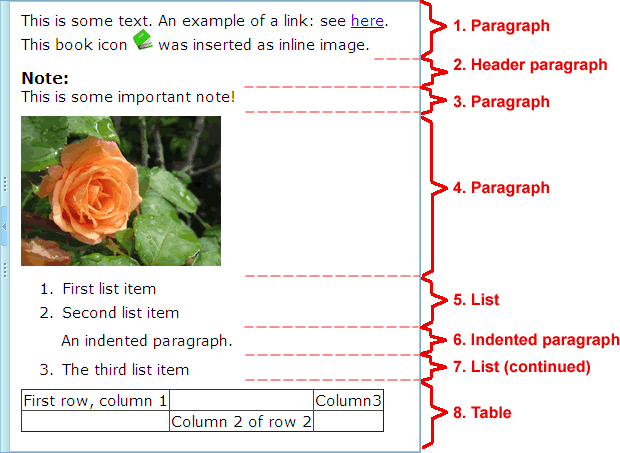 This is some text. An example of a link: see here.
This book icon was inserted as inline image.
Note:
This is some important note!
1. First list item
2. Second list item
An indented paragraph.
3. The third list item
First row, column 1 Column3
Column 2 of row 2
1. Paragraph
2. Header paragraph
3. Paragraph
4. Paragraph
5. List
6. Indented paragraph
7. List (continued)
8. Table